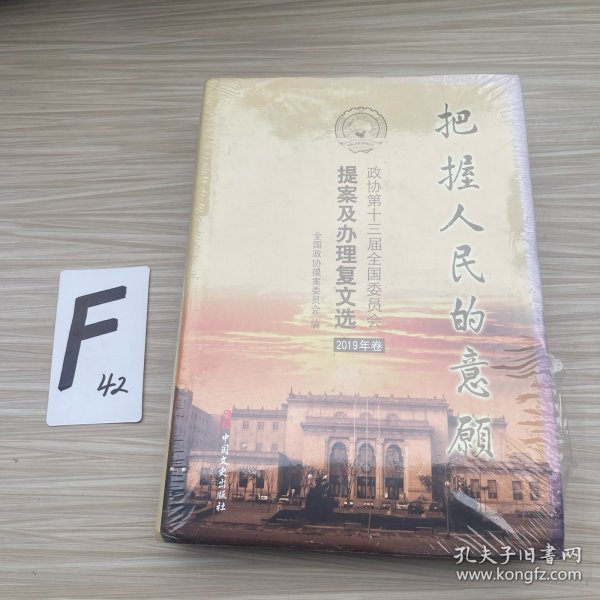 把握人民的意愿
政协第十三届全国委员会
提案及办理复文选
2019年卷
全国政协提案委员会 编
中国文史出版社
F
42
孔夫子旧书网
www.kongfz.com